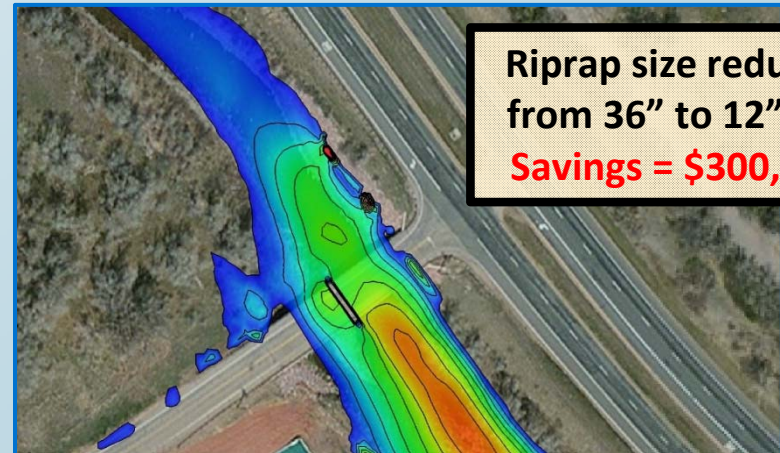 Riprap size redu
from 36” to 12”
Savings = $300,